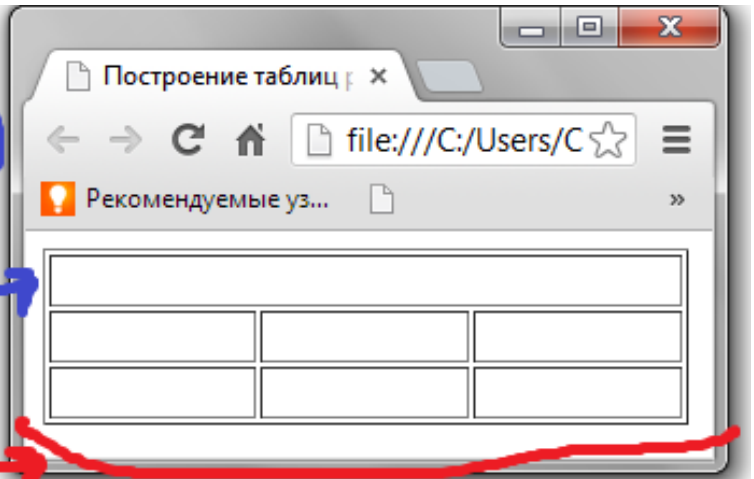 Построение таблиц
file:///C:/Users/C
Рекомендуемые уз...